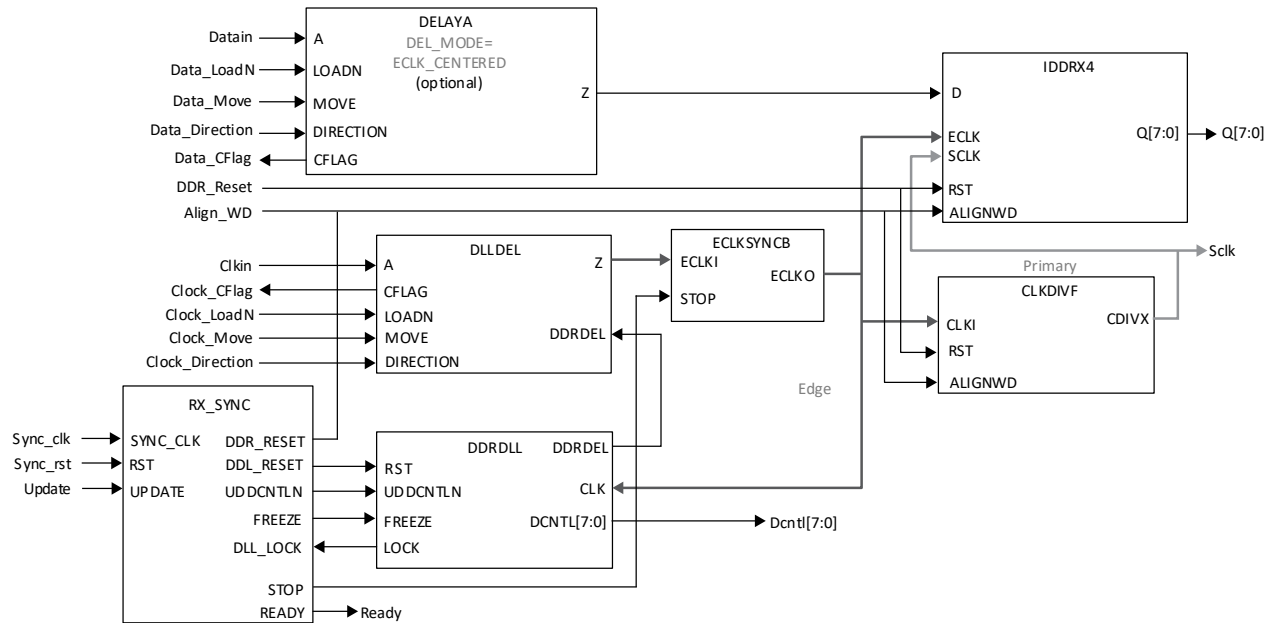 DELAYA
DEL_MODE=
ECLK_CENTERED
(optional)
Datain
A
Data_LoadN
LOADN
Data_Move
MOVE
Z
Data_Direction
DIRECTION
Data_CFlag
CFLAG
IDDRX4
D
ECLK
SCLK
Q[7:0]
Q[7:0]
RST
ALIGNWD
DDR_Reset
Align_WD
DLLDEL
Clkin
A
Z
Clock_CFlag
CFLAG
Clock_LoadN
LOADN
Clock_Move
MOVE
DDRDEL
Clock_Direction
DIRECTION
ECLKSYNCB
ECLKI
ECLKO
STOP
Sclk
Primary
CLKDIVF
CLKI
CDIVX
RST
ALIGNWD
Edge
RX_SYNC
Sync_clk
SYNC_CLK
DDR_RESET
Sync_rst
RST
DDL_RESET
Update
UPDATE
UDDCNTLN
FREEZE
DLL_LOCK
STOP
READY
Ready
DDRDLL
DDRDEL
RST
UDDCNTLN
CLK
FREEZE
DCNTL[7:0]
Dcntl[7:0]
LOCK